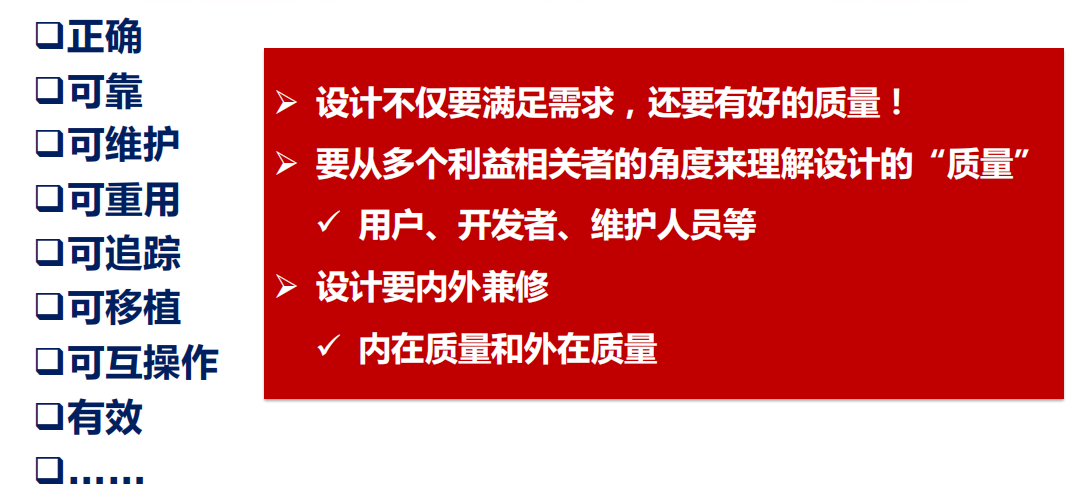 ❑正确
❑可靠
❑可维护
❑可重用
❑可追踪
❑可移植
❑可互操作
❑有效
❑……
➢ 设计不仅要满足需求，还要有好的质量！
➢ 要从多个利益相关者的角度来理解设计的“质量”
✓ 用户、开发者、维护人员等
➢ 设计要内外兼修
✓ 内在质量和外在质量